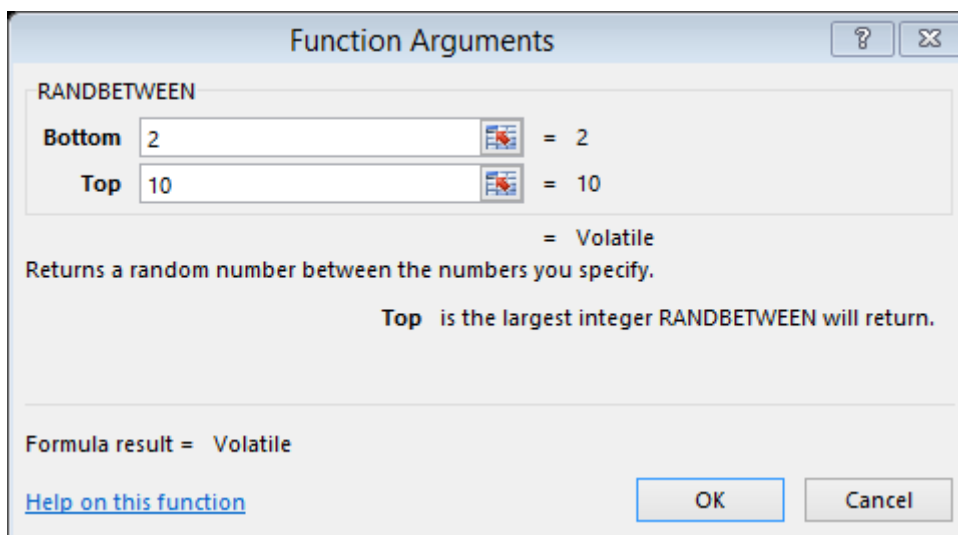 Function Arguments
?
RANDBETWEEN
Bottom 2 = 2
Top 10 = 10
= Volatile
Returns a random number between the numbers you specify.
Top is the largest integer RANDBETWEEN will return.
Formula result = Volatile
Help on this function
OK Cancel